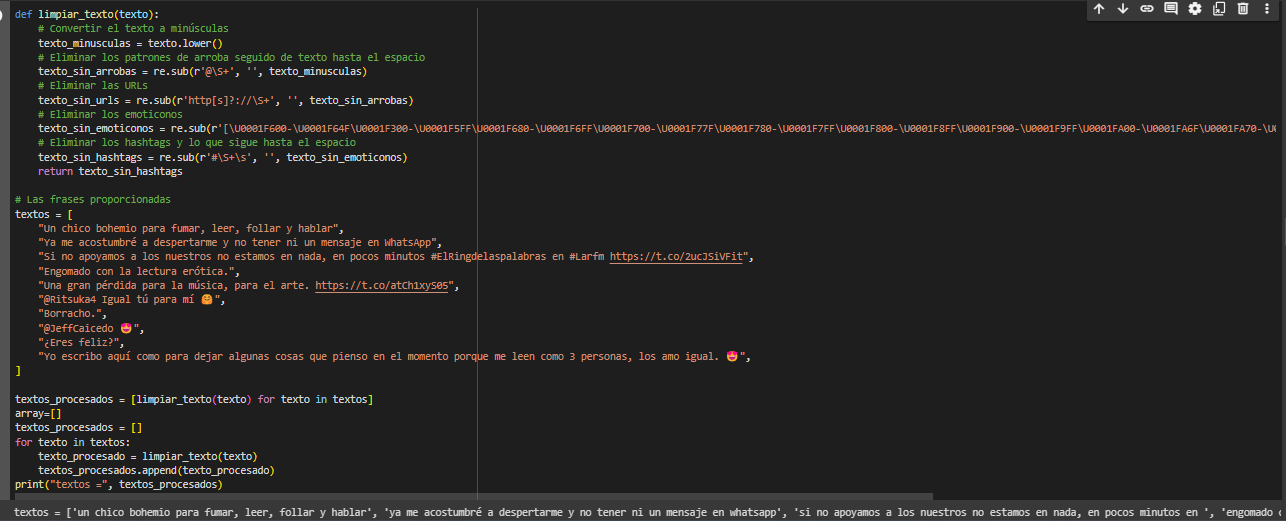 def limpiar_texto(texto):
    # Convertir el texto a minúsculas
    texto_minusculas = texto.lower()
    # Eliminar los patrones de arroba seguido de texto hasta el espacio
    texto_sin_arrobas = re.sub(r'@\S+', '', texto_minusculas)
    # Eliminar las URLs
    texto_sin_urls = re.sub(r'http[s]?://\S+', '', texto_sin_arrobas)
    # Eliminar los emoticonos
    texto_sin_emoticonos = re.sub(r'[\U0001F600-\U0001F64F\U0001F300-\U0001F5FF\U0001F680-\U0001F6FF\U0001F700-\U0001F77F\U0001F780-\U0001F7FF\U0001F800-\U0001F8FF\U0001F900-\U0001F9FF\U0001FA00-\U0001FA6F\U0001FA70-\U0
    # Eliminar los hashtags y lo que sigue hasta el espacio
    texto_sin_hashtags = re.sub(r'#\S+\s', '', texto_sin_emoticonos)
    return texto_sin_hashtags

# Las frases proporcionadas
textos = [
    "Un chico bohemio para fumar, leer, follar y hablar",
    "Ya me acostumbré a despertarme y no tener ni un mensaje en WhatsApp",
    "Si no apoyamos a los nuestros no estamos en nada, en pocos minutos #ElRingdelaspalabras en #Larfm https://t.co/2ucJSiVFit",
    "Engomado con la lectura erótica.",
    "Una gran pérdida para la música, para el arte. https://t.co/atCh1xyS05",
    "@Ritsuka4 Igual tú para mí 🤗",
    "Borracho.",
    "@JeffCaicedo 😍",
    "¿Eres feliz?",
    "Yo escribo aquí como para dejar algunas cosas que pienso en el momento porque me leen como 3 personas, los amo igual. 😍",
]

textos_procesados = [limpiar_texto(texto) for texto in textos]
array=[]
textos_procesados = []
for texto in textos:
    texto_procesado = limpiar_texto(texto)
    textos_procesados.append(texto_procesado)
print("textos =", textos_procesados)
textos = ['un chico bohemio para fumar, leer, follar y hablar', 'ya me acostumbré a despertarme y no tener ni un mensaje en whatsapp', 'si no apoyamos a los nuestros no estamos en nada, en pocos minutos en ', 'engomado